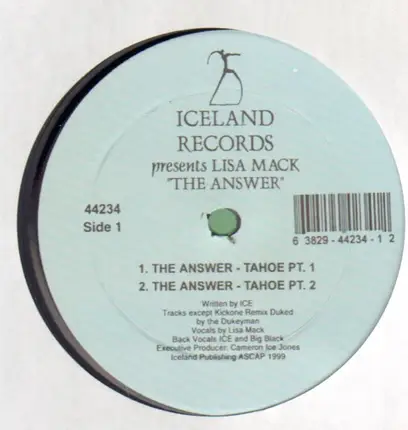 ICELAND
RECORDS
presents LISA MACK
"THE ANSWER"
44234
Side 1
6 3829-44234-1 2
1. THE ANSWER - TAHOE PT. 1
2. THE ANSWER - TAHOE PT. 2
Written by ICE
Tracks except Kickone Remix Duked
by the Dukeyman
Vocals by Lisa Mack
Back Vocals ICE and Big Black
Executive Producer: Cameron Ice Jones
Iceland Publishing ASCAP 1999